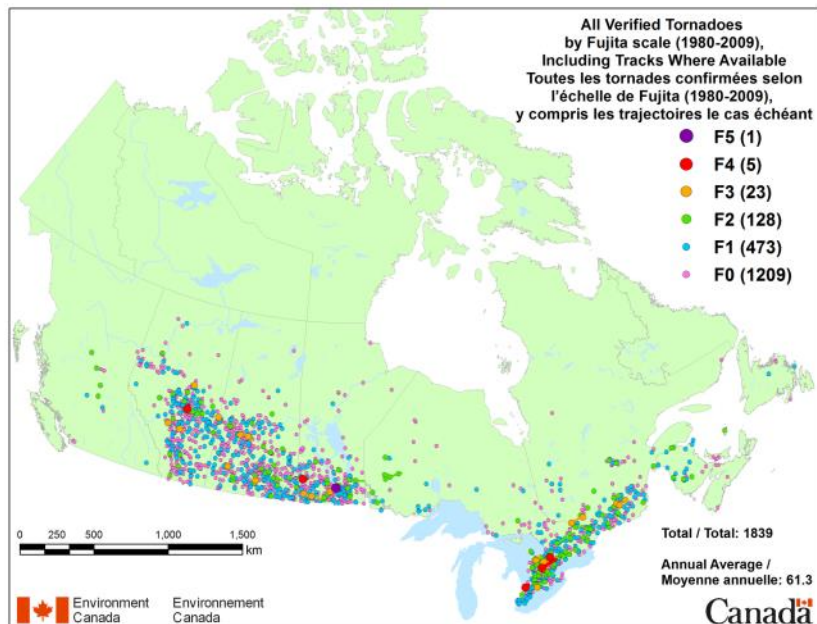 All Verified Tornadoes
by Fujita scale (1980-2009),
Including Tracks Where Available
Toutes les tornades confirmées selon
l'échelle de Fujita (1980-2009),
y compris les trajectoires le cas échéant
F5 (1)
F4 (5)
F3 (23)
F2 (128)
F1 (473)
F0 (1209)
0 250 500 1,000 1,500
km
Total / Total: 1839
Annual Average /
Moyenne annuelle: 61.3
Environment Environnement
Canada Canada
Canada